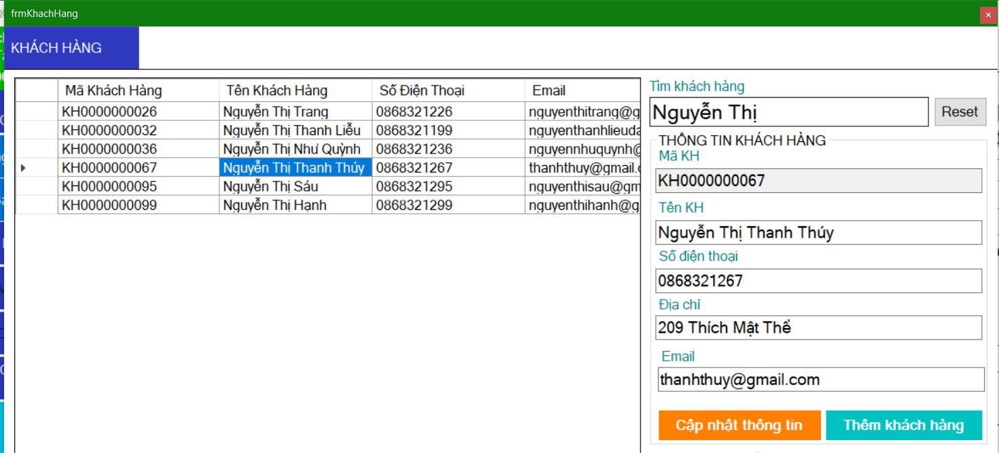 frmKhachHang
KHÁCH HÀNG
Mã Khách Hàng Tên Khách Hàng Số Điện Thoại Email
KH0000000026 Nguyễn Thị Trang 0868321226 nguyenthitrang@g
KH0000000032 Nguyễn Thị Thanh Liễu 0868321199 nguyenthanhlieuda
KH0000000036 Nguyễn Thị Như Quỳnh 0868321236 nguyennhuquynh@
KH0000000067 Nguyễn Thị Thanh Thúy 0868321267 thanhthuy@gmail.c
KH0000000095 Nguyễn Thị Sáu 0868321295 nguyenthisau@gm
KH0000000099 Nguyễn Thị Hạnh 0868321299 nguyenthihanh@g
Tìm khách hàng
Nguyễn Thị Reset
THÔNG TIN KHÁCH HÀNG
Mã KH
KH0000000067
Tên KH
Nguyễn Thị Thanh Thúy
Số điện thoại
0868321267
Địa chỉ
209 Thích Mật Thể
Email
thanhthuy@gmail.com
Cập nhật thông tin Thêm khách hàng